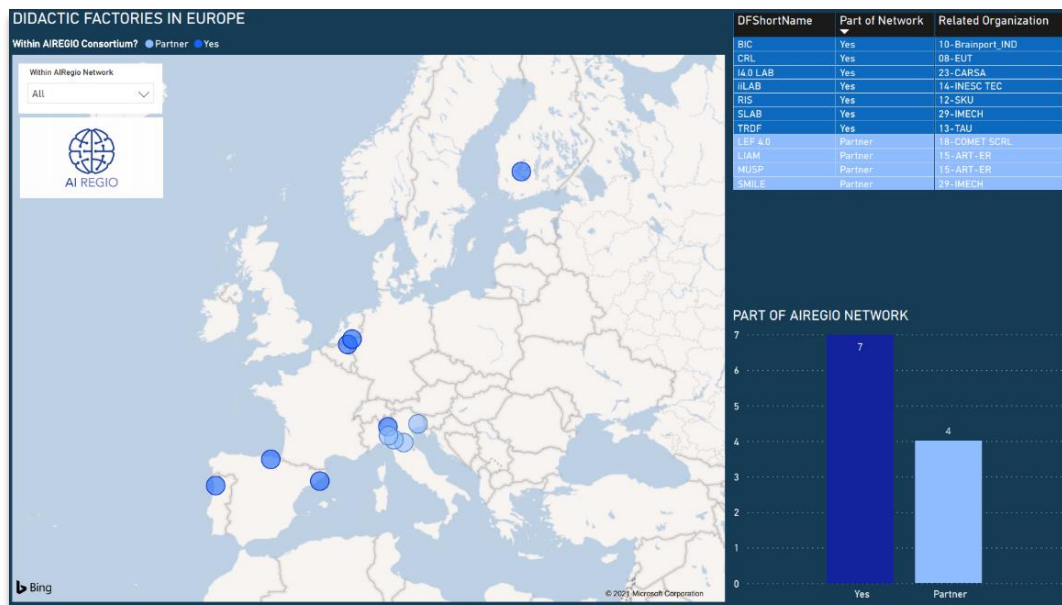 DIDACTIC FACTORIES IN EUROPE
Within AIREGIO Consortium? Partner Yes
Within AIRegio Network
All
AI REGIO
Bing
© 2021 Microsoft Corporation
DFShortName Part of Network Related Organization
BIC Yes 10-Brainport_IND
CRL Yes 08-EUT
I4.0 LAB Yes 23-CARSA
iiLAB Yes 14-INESC TEC
RIS Yes 12-SKU
SLAB Yes 29-IMECH
TRDF Yes 13-TAU
LEF 4.0 Partner 18-COMET SCRL
LIAM Partner 15-ART-ER
MUSP Partner 15-ART-ER
SMILE Partner 29-IMECH
PART OF AIREGIO NETWORK
7
7
6
5
4
4
3
2
1
0
Yes Partner